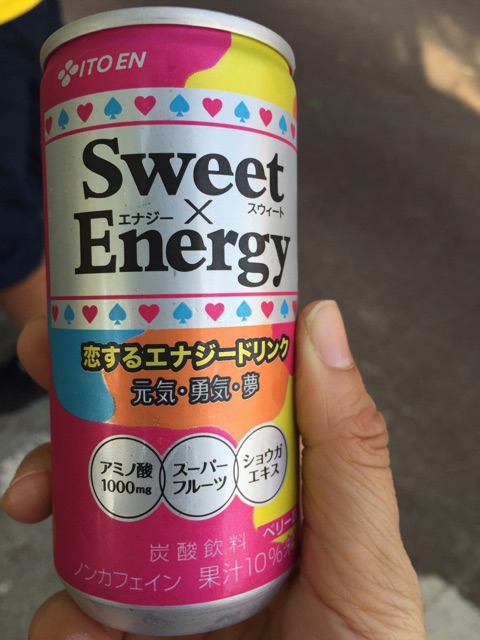 ITO EN
Sweet
エナジー × スウィート
Energy
恋するエナジードリンク
元気・勇気・夢
アミノ酸
1000mg
スーパー
フルーツ
ショウガ
エキス
ベリー
炭酸飲料
ノンカフェイン 果汁10%